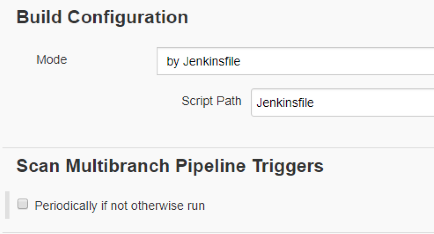 Build Configuration
Mode
by Jenkinsfile
Script Path
Jenkinsfile
Scan Multibranch Pipeline Triggers
Periodically if not otherwise run